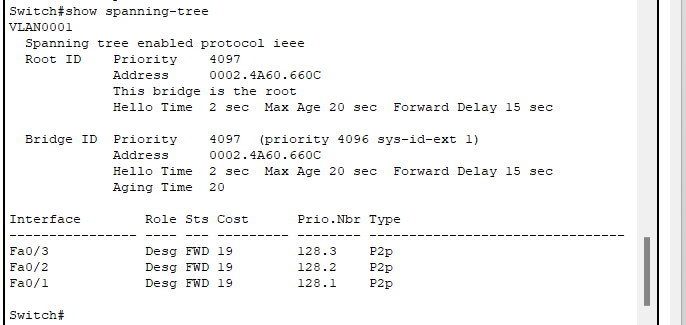 Switch#show spanning-tree
VLAN0001
  Spanning tree enabled protocol ieee
  Root ID    Priority    4097
             Address     0002.4A60.660C
             This bridge is the root
             Hello Time  2 sec  Max Age 20 sec  Forward Delay 15 sec

  Bridge ID  Priority    4097  (priority 4096 sys-id-ext 1)
             Address     0002.4A60.660C
             Hello Time  2 sec  Max Age 20 sec  Forward Delay 15 sec
             Aging Time  20

Interface        Role Sts Cost      Prio.Nbr Type
---------------- ---- --- --------- -------- --------------------------------
Fa0/3            Desg FWD 19        128.3    P2p
Fa0/2            Desg FWD 19        128.2    P2p
Fa0/1            Desg FWD 19        128.1    P2p

Switch#